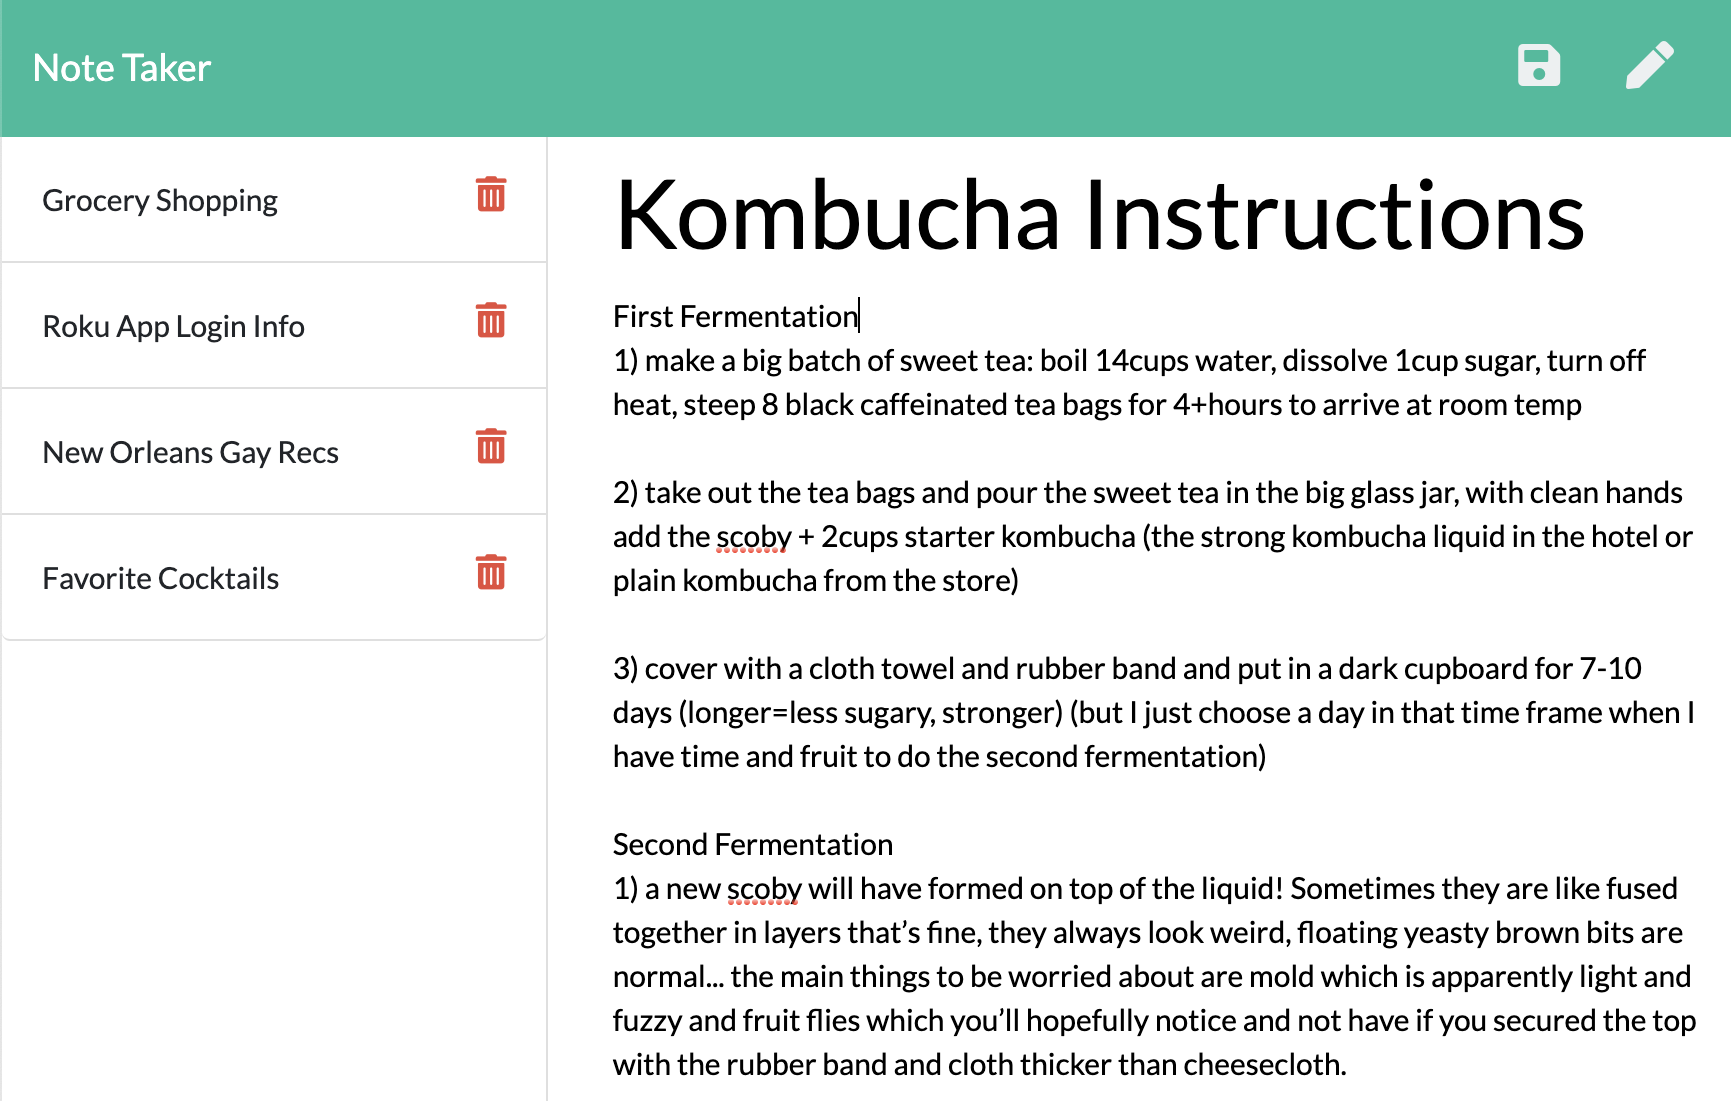 Note Taker
Grocery Shopping
Roku App Login Info
New Orleans Gay Recs
Favorite Cocktails
Kombucha Instructions
First Fermentation
1) make a big batch of sweet tea: boil 14cups water, dissolve 1cup sugar, turn off
heat, steep 8 black caffeinated tea bags for 4+hours to arrive at room temp
2) take out the tea bags and pour the sweet tea in the big glass jar, with clean hands
add the scoby + 2cups starter kombucha (the strong kombucha liquid in the hotel or
plain kombucha from the store)
3) cover with a cloth towel and rubber band and put in a dark cupboard for 7-10
days (longer=less sugary, stronger) (but I just choose a day in that time frame when I
have time and fruit to do the second fermentation)
Second Fermentation
1) a new scoby will have formed on top of the liquid! Sometimes they are like fused
together in layers that’s fine, they always look weird, floating yeasty brown bits are
normal... the main things to be worried about are mold which is apparently light and
fuzzy and fruit flies which you’ll hopefully notice and not have if you secured the top
with the rubber band and cloth thicker than cheesecloth.